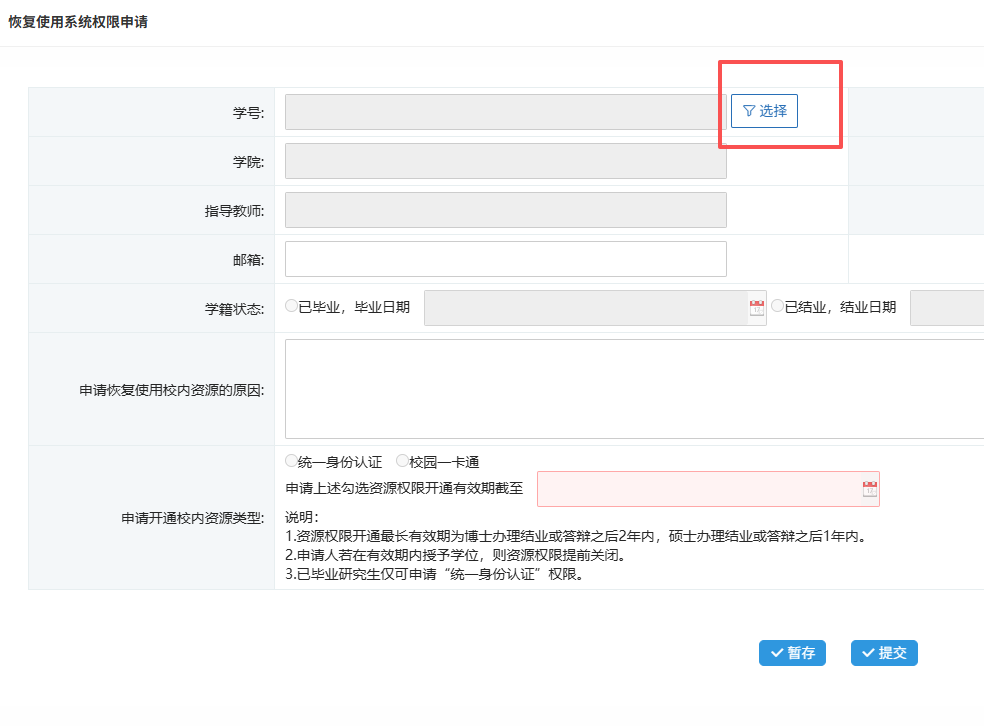 恢复使用系统权限申请
学号: 选择
学院:
指导教师:
邮箱:
学籍状态: 已毕业，毕业日期 已结业，结业日期
申请恢复使用校内资源的原因:
申请开通校内资源类型: 统一身份认证 校园一卡通
申请上述勾选资源权限开通有效期截至
说明：
1.资源权限开通最长有效期为博士办理结业或答辩之后2年内，硕士办理结业或答辩之后1年内。
2.申请人若在有效期内授予学位，则资源权限提前关闭。
3.已毕业研究生仅可申请“统一身份认证”权限。
暂存 提交